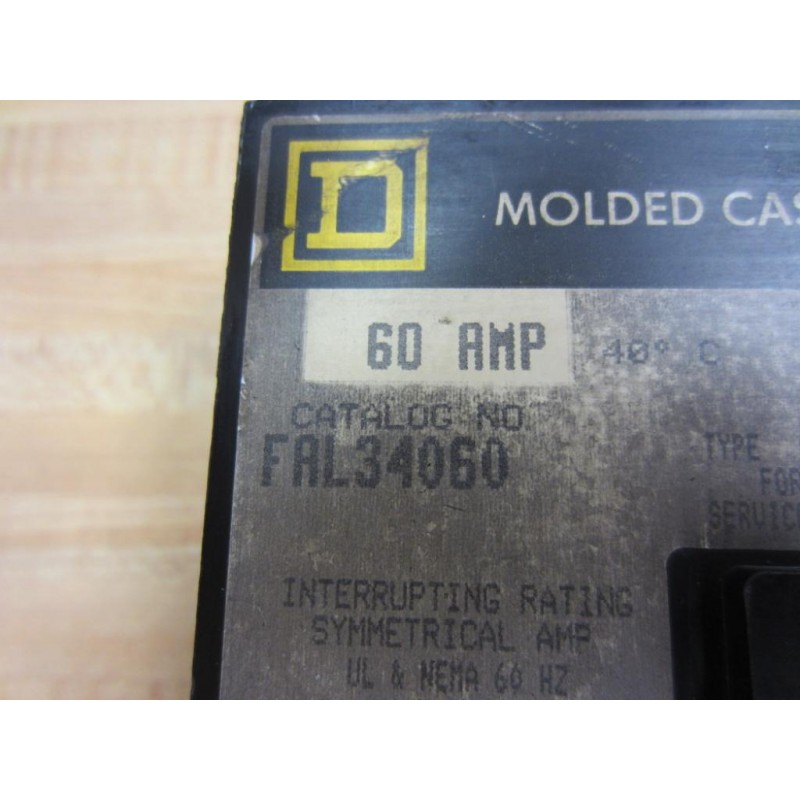 D
MOLDED CAS
60 AMP 40° C
CATALOG NO
FAL34060
TYPE
FOR
SERVIC
INTERRUPTING RATING
SYMMETRICAL AMP
UL & NEMA 60 HZ